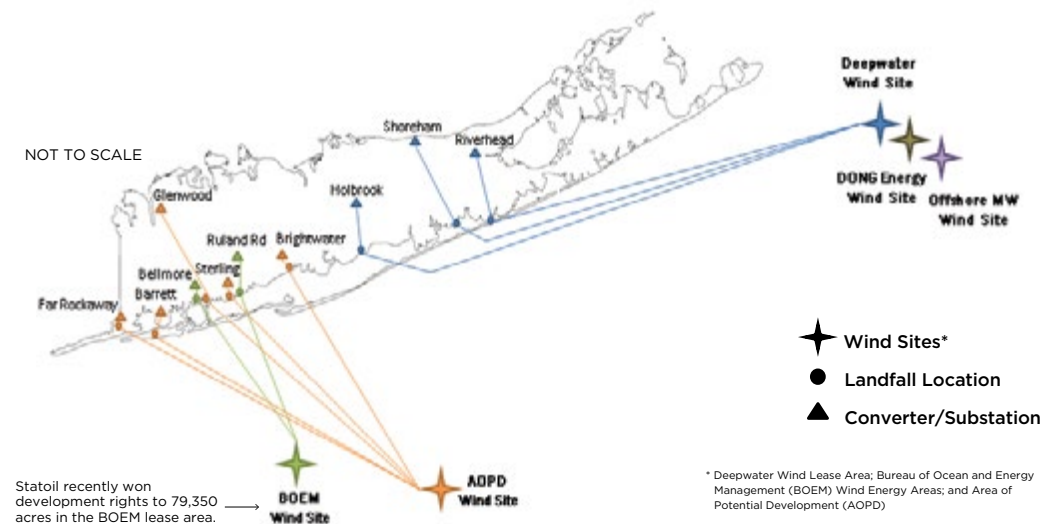 Deepwater
Wind Site
Shoreham
Riverhead
NOT TO SCALE
DONG Energy
Wind Site
Offshore MW
Wind Site
Glenwood
Holbrook
Ruland Rd
Brightwater
Bellmore
Sterling
Far Rockaway
Barrett
Wind Sites*
Landfall Location
Converter/Substation
Statoil recently won
development rights to 79,350
acres in the BOEM lease area.
BOEM
Wind Site
AOPD
Wind Site
* Deepwater Wind Lease Area; Bureau of Ocean and Energy
Management (BOEM) Wind Energy Areas; and Area of
Potential Development (AOPD)